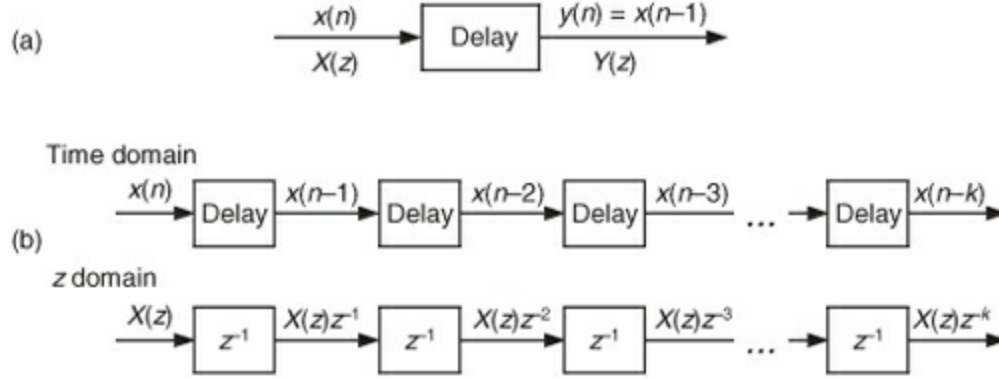 (a)
x(n) y(n) = x(n–1)
Delay
X(z) Y(z)
Time domain
x(n) x(n–1) x(n–2) x(n–3) x(n–k)
Delay Delay Delay ... Delay
(b)
z domain
X(z) X(z)z⁻¹ X(z)z⁻² X(z)z⁻³ X(z)z⁻ᵏ
z⁻¹ z⁻¹ z⁻¹ ... z⁻¹